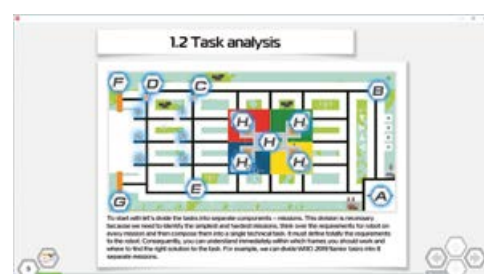 1.2 Task analysis
F D C
B
H H
H
H H
E
G A
To start with let's divide the tasks into separate components – missions. This division is necessary
because we need to identify the simplest and hardest missions, think over the requirements for robot on
every mission and then compose them into a single technical task. It must define totally the requirements
to the robot. Consequently, you can understand immediately within which frames you should work and
where to find the right solution to the task. For example, we can divide WRO 2019 Senior tasks into 8
separate missions.